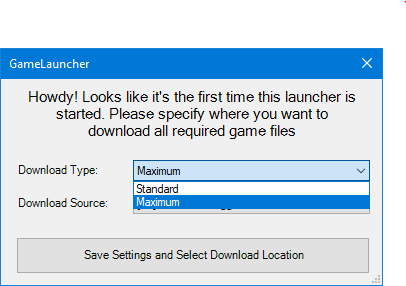 GameLauncher
Howdy! Looks like it's the first time this launcher is
started. Please specify where you want to
download all required game files
Download Type:
Maximum
Standard
Maximum
Download Source:
Save Settings and Select Download Location